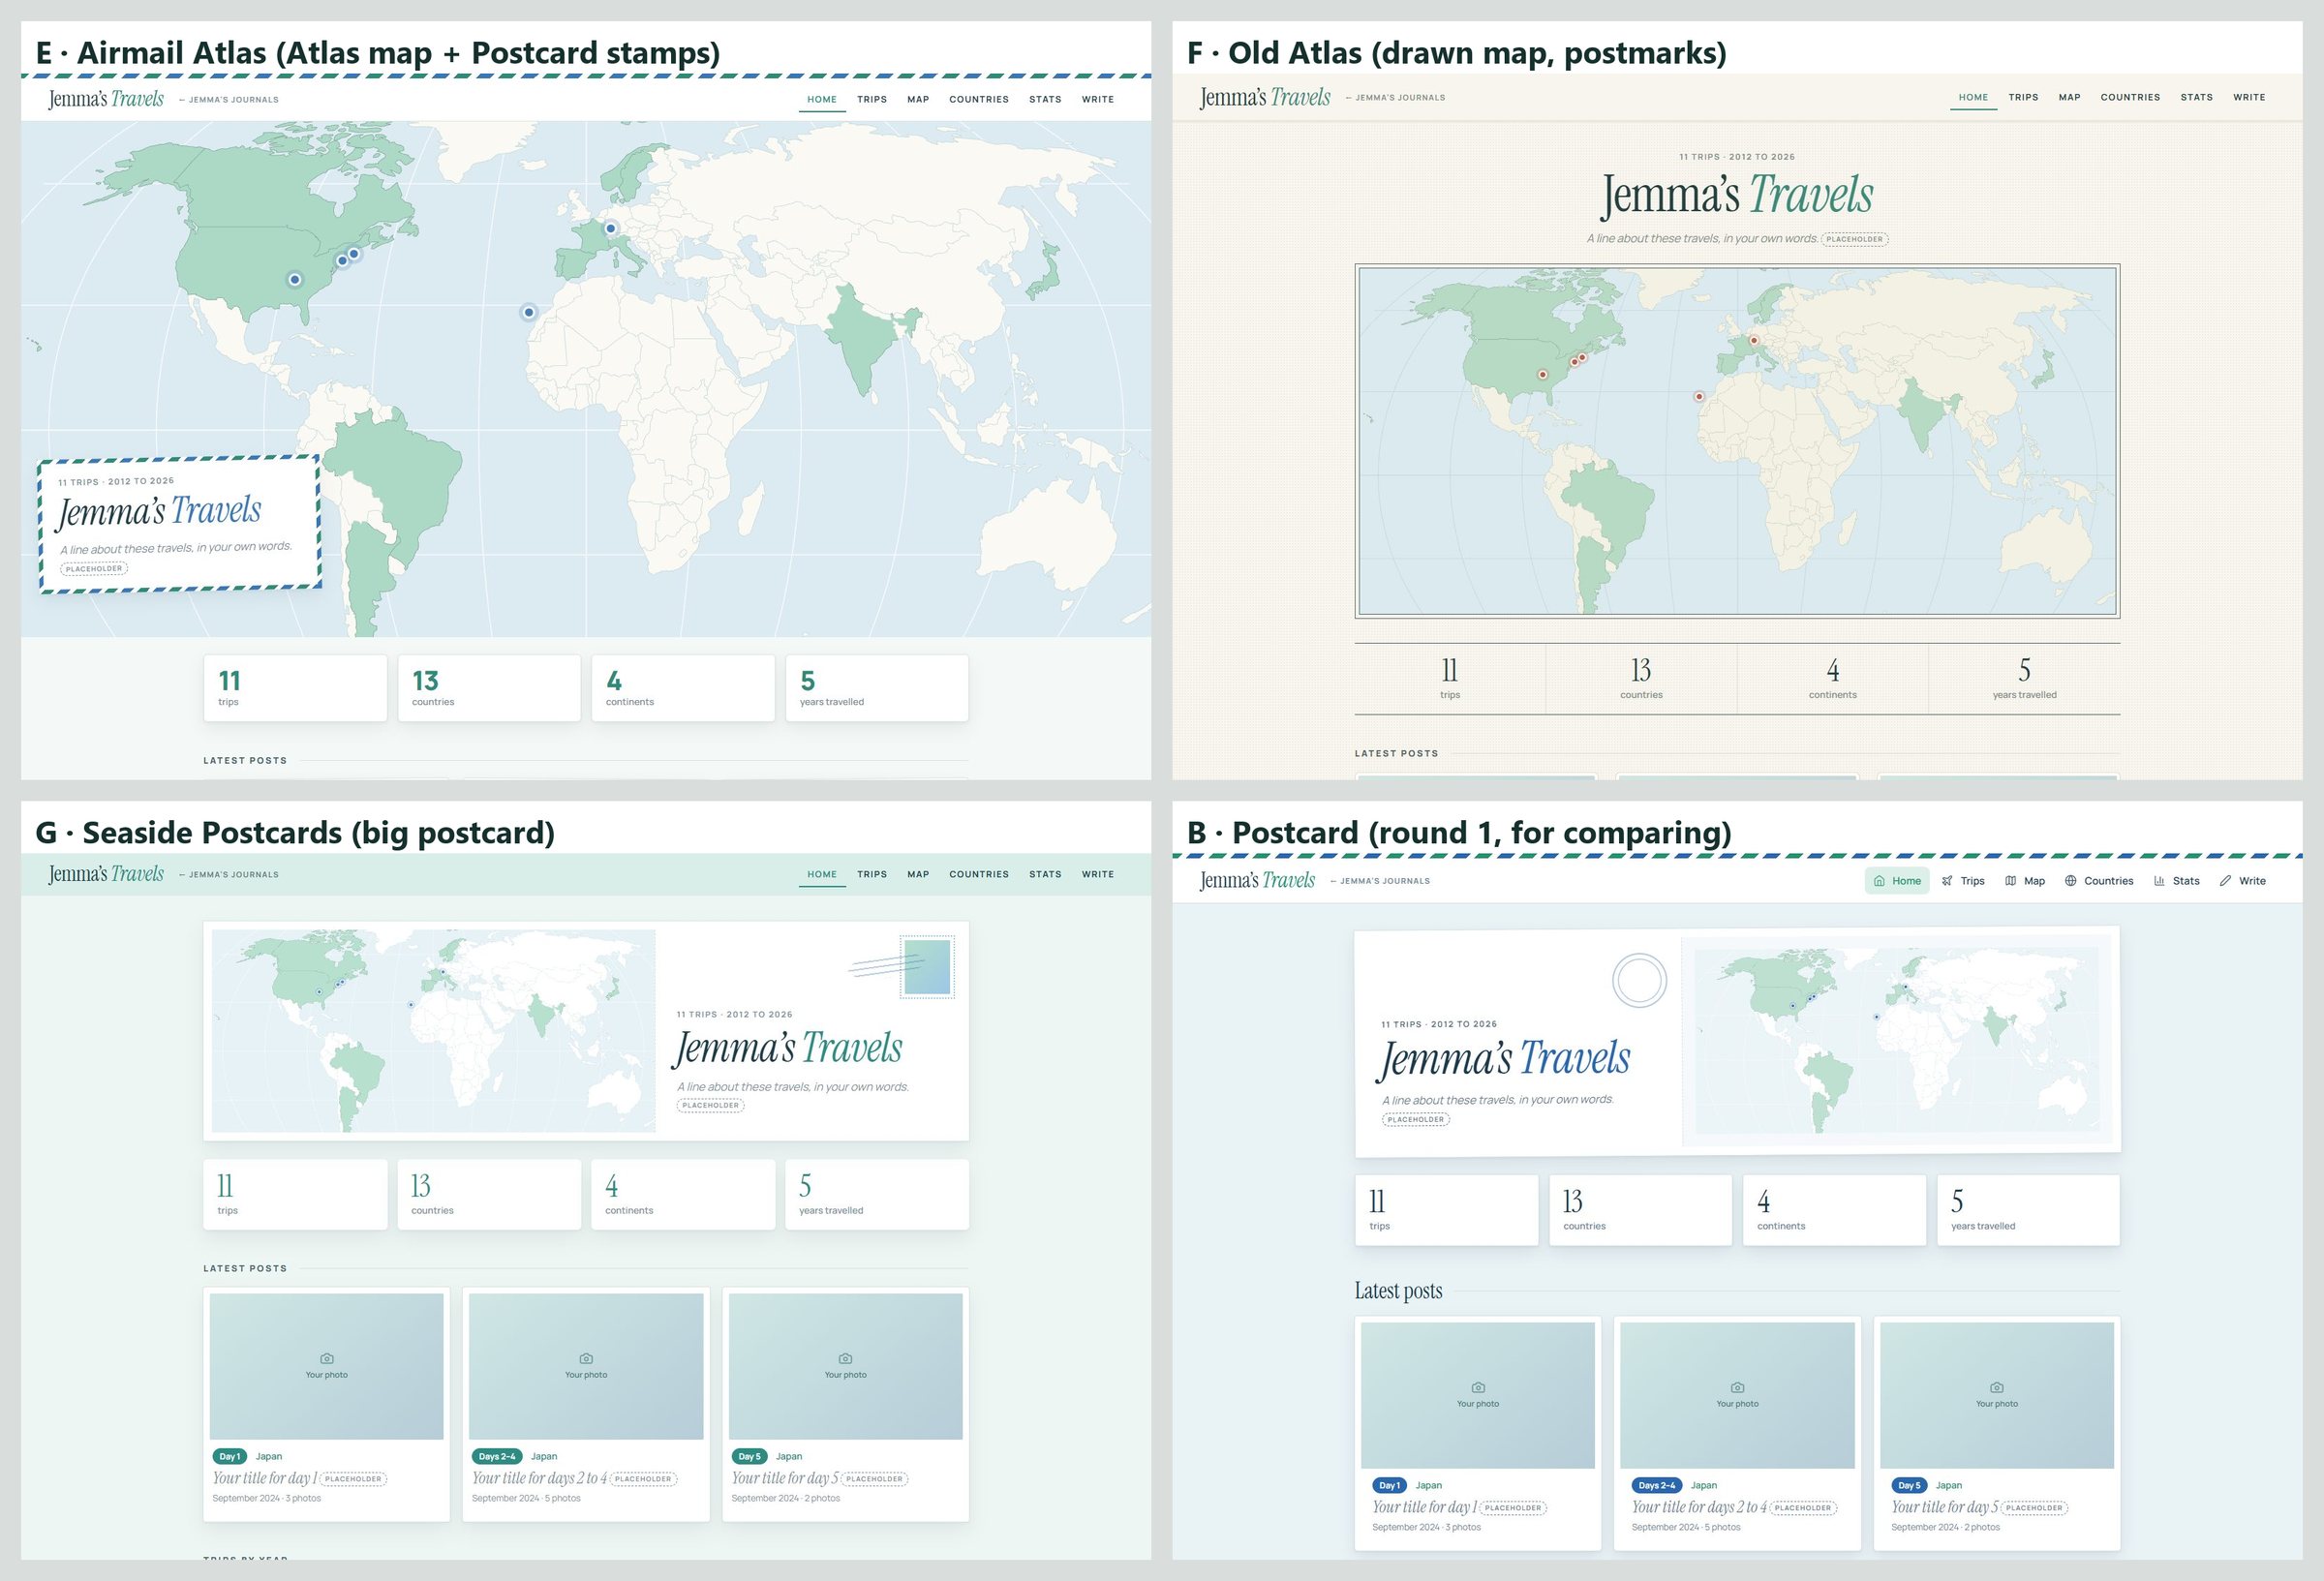 E · Airmail Atlas (Atlas map + Postcard stamps)
Jemma's Travels
← JEMMA'S JOURNALS
HOME TRIPS MAP COUNTRIES STATS WRITE
11 TRIPS · 2012 TO 2026
Jemma's Travels
A line about these travels, in your own words.
PLACEHOLDER
11 13 4 5
trips countries continents years travelled
LATEST POSTS
F · Old Atlas (drawn map, postmarks)
Jemma's Travels
← JEMMA'S JOURNALS
HOME TRIPS MAP COUNTRIES STATS WRITE
11 TRIPS · 2012 TO 2026
Jemma's Travels
A line about these travels, in your own words. PLACEHOLDER
11 13 4 5
trips countries continents years travelled
LATEST POSTS
G · Seaside Postcards (big postcard)
Jemma's Travels
← JEMMA'S JOURNALS
HOME TRIPS MAP COUNTRIES STATS WRITE
11 TRIPS · 2012 TO 2026
Jemma's Travels
A line about these travels, in your own words.
PLACEHOLDER
11 13 4 5
trips countries continents years travelled
LATEST POSTS
Your photo Your photo Your photo
Day 1 Japan Days 2–4 Japan Day 5 Japan
Your title for day 1 PLACEHOLDER Your title for days 2 to 4 PLACEHOLDER Your title for day 5 PLACEHOLDER
September 2024 · 3 photos September 2024 · 5 photos September 2024 · 2 photos
TRIPS BY YEAR
B · Postcard (round 1, for comparing)
Jemma's Travels
← JEMMA'S JOURNALS
Home Trips Map Countries Stats Write
11 TRIPS · 2012 TO 2026
Jemma's Travels
A line about these travels, in your own words.
PLACEHOLDER
11 13 4 5
trips countries continents years travelled
Latest posts
Your photo Your photo Your photo
Day 1 Japan Days 2–4 Japan Day 5 Japan
Your title for day 1 PLACEHOLDER Your title for days 2 to 4 PLACEHOLDER Your title for day 5 PLACEHOLDER
September 2024 · 3 photos September 2024 · 5 photos September 2024 · 2 photos